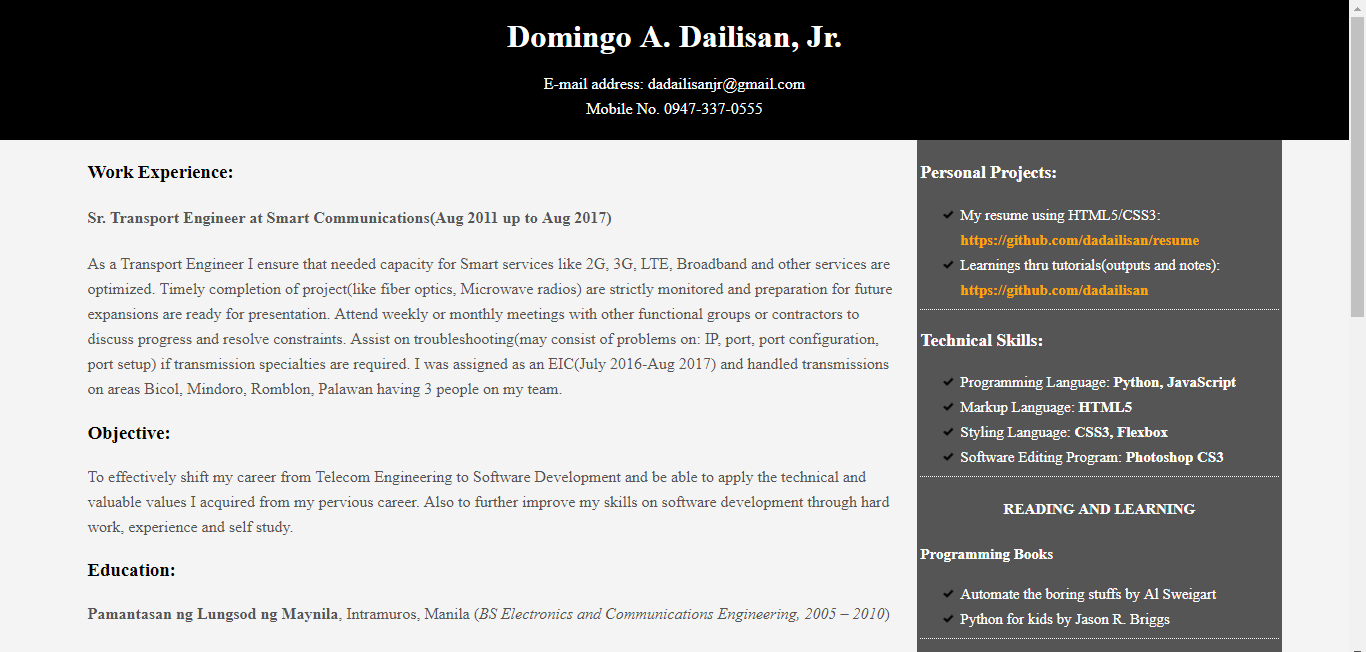 Domingo A. Dailisan, Jr.
E-mail address: dadailisanjr@gmail.com
Mobile No. 0947-337-0555
Work Experience:
Sr. Transport Engineer at Smart Communications(Aug 2011 up to Aug 2017)
As a Transport Engineer I ensure that needed capacity for Smart services like 2G, 3G, LTE, Broadband and other services are
optimized. Timely completion of project(like fiber optics, Microwave radios) are strictly monitored and preparation for future
expansions are ready for presentation. Attend weekly or monthly meetings with other functional groups or contractors to
discuss progress and resolve constraints. Assist on troubleshooting(may consist of problems on: IP, port, port configuration,
port setup) if transmission specialties are required. I was assigned as an EIC(July 2016-Aug 2017) and handled transmissions
on areas Bicol, Mindoro, Romblon, Palawan having 3 people on my team.
Objective:
To effectively shift my career from Telecom Engineering to Software Development and be able to apply the technical and
valuable values I acquired from my pervious career. Also to further improve my skills on software development through hard
work, experience and self study.
Education:
Pamantasan ng Lungsod ng Maynila, Intramuros, Manila (BS Electronics and Communications Engineering, 2005 – 2010)
Personal Projects:
My resume using HTML5/CSS3:
https://github.com/dadailisan/resume
Learnings thru tutorials(outputs and notes):
https://github.com/dadailisan
Technical Skills:
Programming Language: Python, JavaScript
Markup Language: HTML5
Styling Language: CSS3, Flexbox
Software Editing Program: Photoshop CS3
READING AND LEARNING
Programming Books
Automate the boring stuffs by Al Sweigart
Python for kids by Jason R. Briggs